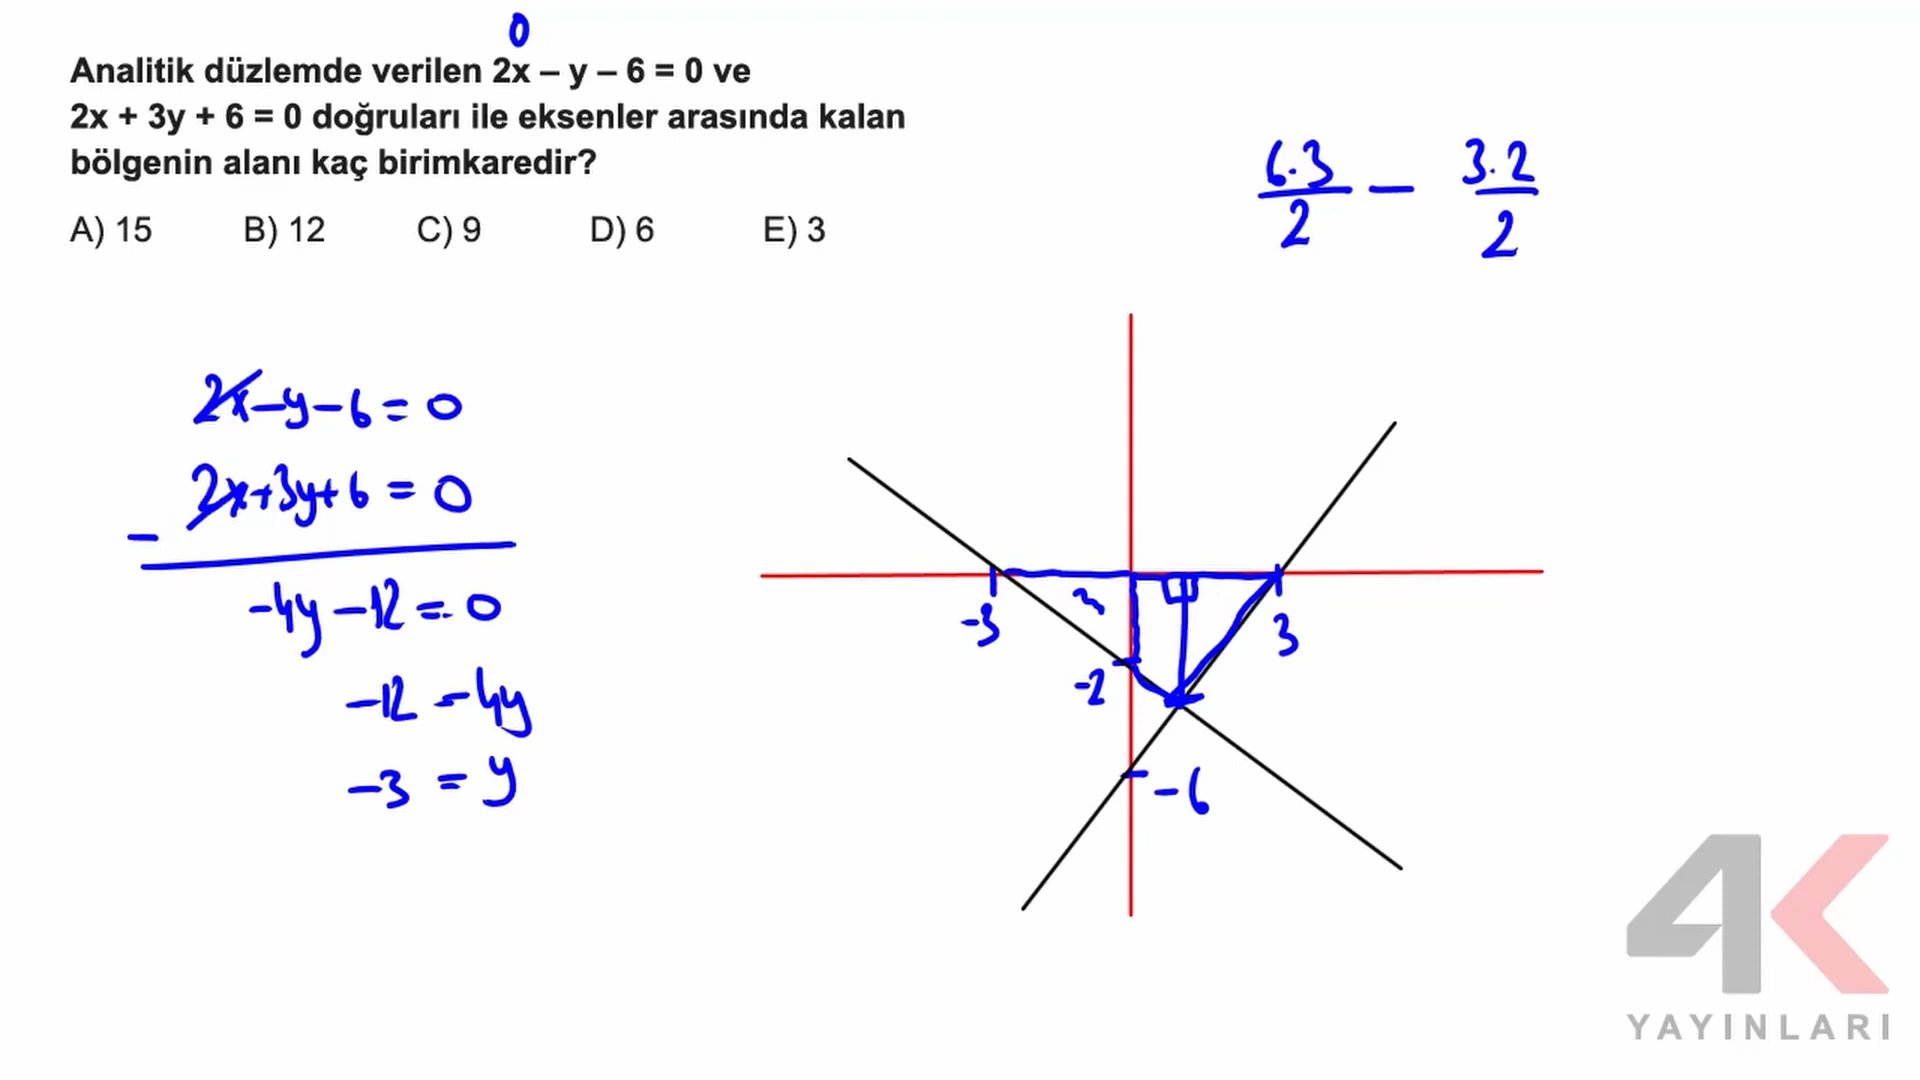 0
Analitik düzlemde verilen 2x – y – 6 = 0 ve
2x + 3y + 6 = 0 doğruları ile eksenler arasında kalan
bölgenin alanı kaç birimkaredir?
A) 15 B) 12 C) 9 D) 6 E) 3
6.3/2 – 3.2/2
2x-y-6=0
2x+3y+6=0
-
-4y-12=0
-12=4y
-3=y
-3
3
3
-2
-6
4K
YAYINLARI